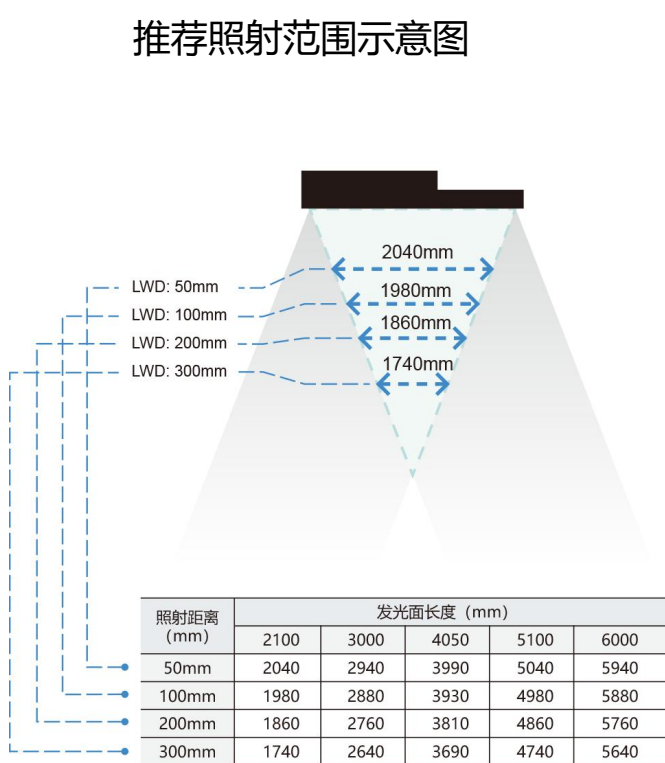 推荐照射范围示意图
2040mm
LWD: 50mm
1980mm
LWD: 100mm
1860mm
LWD: 200mm
1740mm
LWD: 300mm
照射距离 发光面长度（mm）
（mm） 2100 3000 4050 5100 6000
50mm 2040 2940 3990 5040 5940
100mm 1980 2880 3930 4980 5880
200mm 1860 2760 3810 4860 5760
300mm 1740 2640 3690 4740 5640